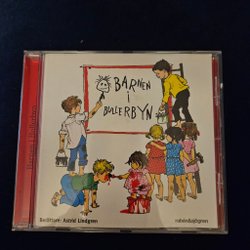 BARNEN
i
BULLERBYN
Berättare: Astrid Lindgren
rabén&sjögren